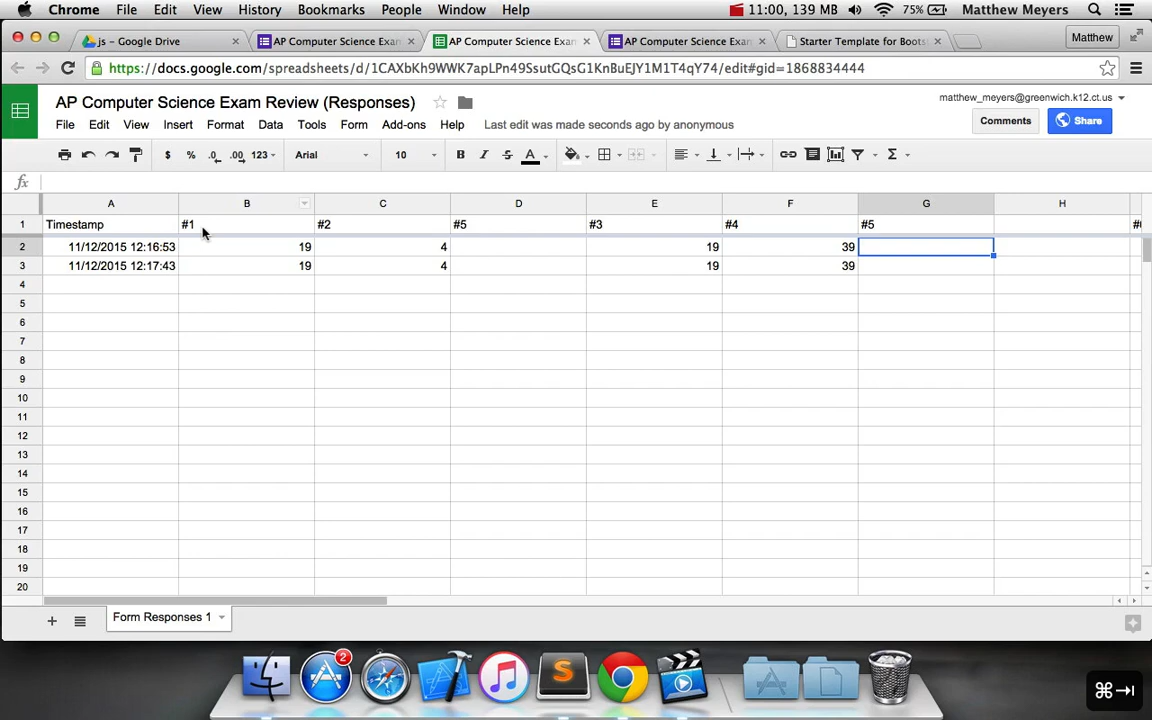 Chrome File Edit View History Bookmarks People Window Help 11:00, 139 MB 75% Matthew Meyers
js – Google Drive × AP Computer Science Exam × AP Computer Science Exam × AP Computer Science Exam × Starter Template for Boots × Matthew
https://docs.google.com/spreadsheets/d/1CAXbKh9WWK7apLPn49SsutGQsG1KnBuEJY1M1T4qY74/edit#gid=1868834444
AP Computer Science Exam Review (Responses) matthew_meyers@greenwich.k12.ct.us
File Edit View Insert Format Data Tools Form Add-ons Help Last edit was made seconds ago by anonymous Comments Share
$ % .0 .00 123 Arial 10 B I S A Σ
fx
A B C D E F G H
1 Timestamp #1 #2 #5 #3 #4 #5
2 11/12/2015 12:16:53 19 4 19 39
3 11/12/2015 12:17:43 19 4 19 39
4
5
6
7
8
9
10
11
12
13
14
15
16
17
18
19
20
+ Form Responses 1
2
S
⌘⇥